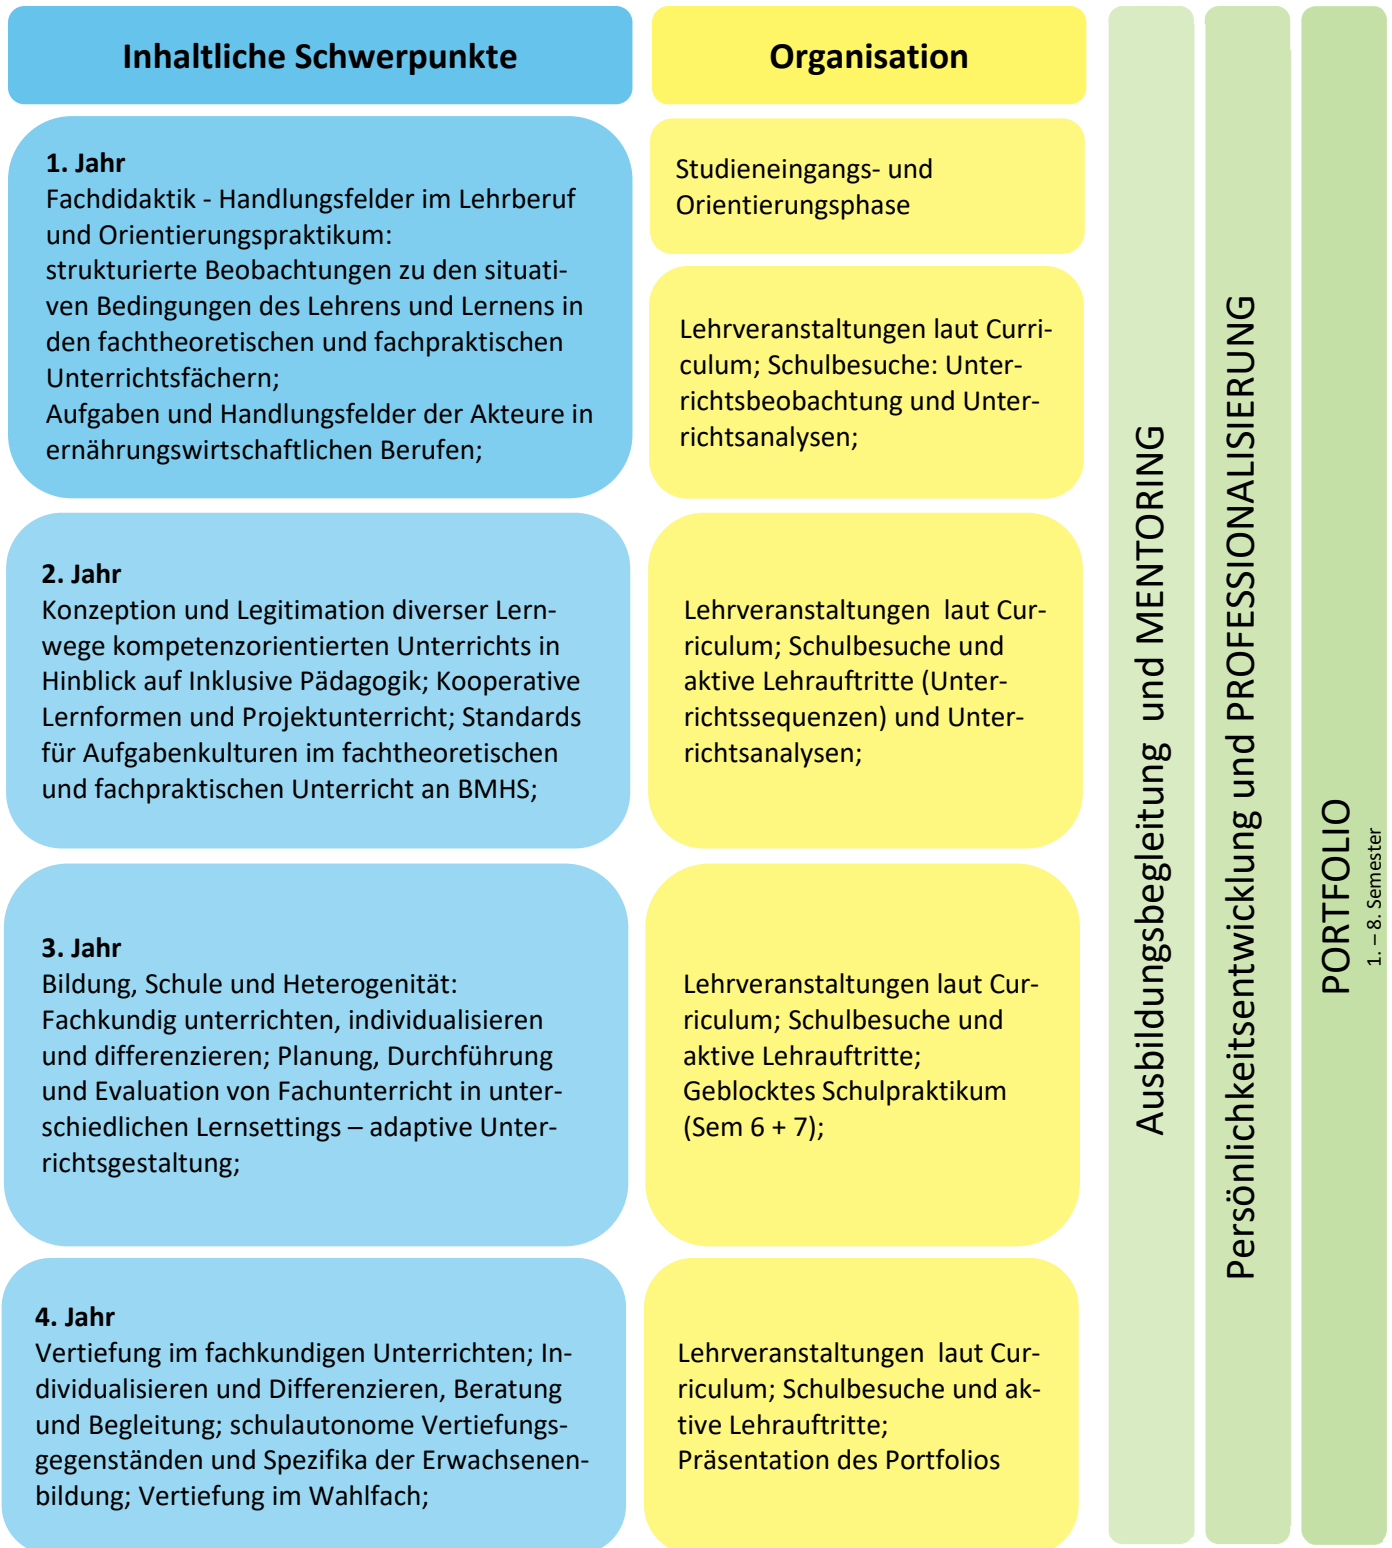 Inhaltliche Schwerpunkte
Organisation
1. Jahr
Fachdidaktik - Handlungsfelder im Lehrberuf
und Orientierungspraktikum:
strukturierte Beobachtungen zu den situati-
ven Bedingungen des Lehrens und Lernens in
den fachtheoretischen und fachpraktischen
Unterrichtsfächern;
Aufgaben und Handlungsfelder der Akteure in
ernährungswirtschaftlichen Berufen;
Studieneingangs- und
Orientierungsphase
Lehrveranstaltungen laut Curri-
culum; Schulbesuche: Unter-
richtsbeobachtung und Unter-
richtsanalysen;
2. Jahr
Konzeption und Legitimation diverser Lern-
wege kompetenzorientierten Unterrichts in
Hinblick auf Inklusive Pädagogik; Kooperative
Lernformen und Projektunterricht; Standards
für Aufgabenkulturen im fachtheoretischen
und fachpraktischen Unterricht an BMHS;
Lehrveranstaltungen laut Cur-
riculum; Schulbesuche und
aktive Lehrauftritte (Unter-
richtssequenzen) und Unter-
richtsanalysen;
3. Jahr
Bildung, Schule und Heterogenität:
Fachkundig unterrichten, individualisieren
und differenzieren; Planung, Durchführung
und Evaluation von Fachunterricht in unter-
schiedlichen Lernsettings – adaptive Unter-
richtsgestaltung;
Lehrveranstaltungen laut Cur-
riculum; Schulbesuche und
aktive Lehrauftritte;
Geblocktes Schulpraktikum
(Sem 6 + 7);
4. Jahr
Vertiefung im fachkundigen Unterrichten; In-
dividualisieren und Differenzieren, Beratung
und Begleitung; schulautonome Vertiefungs-
gegenständen und Spezifika der Erwachsenen-
bildung; Vertiefung im Wahlfach;
Lehrveranstaltungen laut Cur-
riculum; Schulbesuche und ak-
tive Lehrauftritte;
Präsentation des Portfolios
Ausbildungsbegleitung und MENTORING
Persönlichkeitsentwicklung und PROFESSIONALISIERUNG
PORTFOLIO
1. – 8. Semester